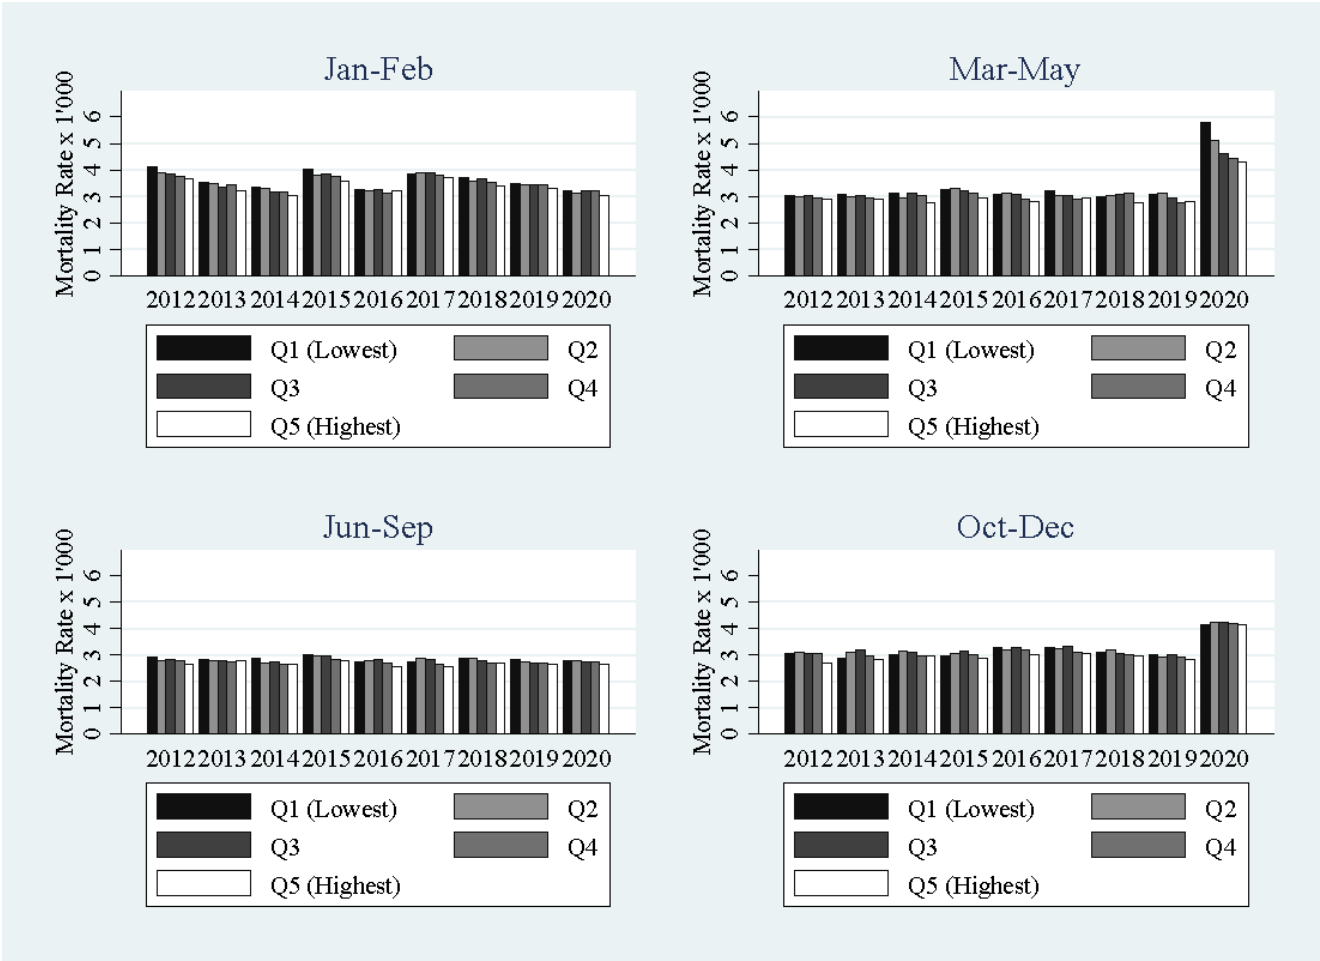 Jan-Feb
Mortality Rate x 1'000
0 1 2 3 4 5 6
2012 2013 2014 2015 2016 2017 2018 2019 2020
Q1 (Lowest) Q2
Q3 Q4
Q5 (Highest)
Mar-May
Mortality Rate x 1'000
0 1 2 3 4 5 6
2012 2013 2014 2015 2016 2017 2018 2019 2020
Q1 (Lowest) Q2
Q3 Q4
Q5 (Highest)
Jun-Sep
Mortality Rate x 1'000
0 1 2 3 4 5 6
2012 2013 2014 2015 2016 2017 2018 2019 2020
Q1 (Lowest) Q2
Q3 Q4
Q5 (Highest)
Oct-Dec
Mortality Rate x 1'000
0 1 2 3 4 5 6
2012 2013 2014 2015 2016 2017 2018 2019 2020
Q1 (Lowest) Q2
Q3 Q4
Q5 (Highest)